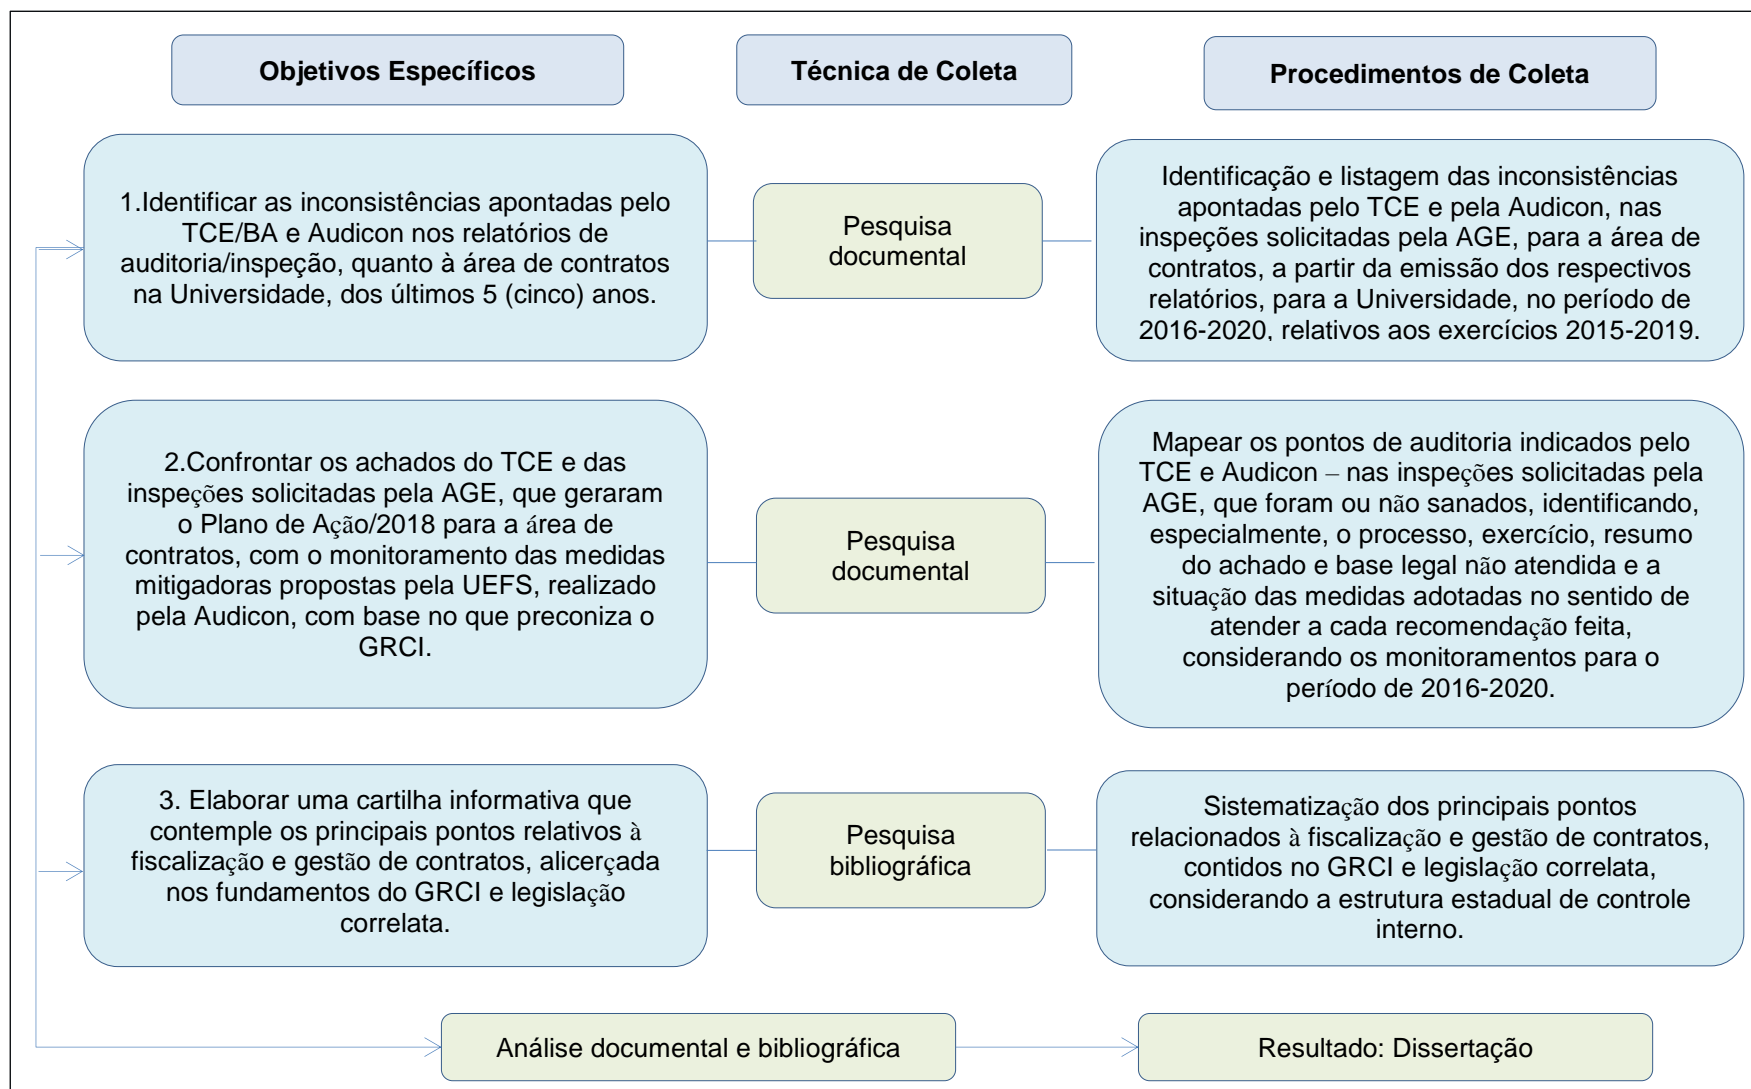 Objetivos Específicos
Técnica de Coleta
Procedimentos de Coleta
1.Identificar as inconsistências apontadas pelo
TCE/BA e Audicon nos relatórios de
auditoria/inspeção, quanto à área de contratos
na Universidade, dos últimos 5 (cinco) anos.
Pesquisa
documental
Identificação e listagem das inconsistências
apontadas pelo TCE e pela Audicon, nas
inspeções solicitadas pela AGE, para a área de
contratos, a partir da emissão dos respectivos
relatórios, para a Universidade, no período de
2016-2020, relativos aos exercícios 2015-2019.
2.Confrontar os achados do TCE e das
inspeções solicitadas pela AGE, que geraram
o Plano de Ação/2018 para a área de
contratos, com o monitoramento das medidas
mitigadoras propostas pela UEFS, realizado
pela Audicon, com base no que preconiza o
GRCI.
Pesquisa
documental
Mapear os pontos de auditoria indicados pelo
TCE e Audicon – nas inspeções solicitadas pela
AGE, que foram ou não sanados, identificando,
especialmente, o processo, exercício, resumo
do achado e base legal não atendida e a
situação das medidas adotadas no sentido de
atender a cada recomendação feita,
considerando os monitoramentos para o
período de 2016-2020.
3. Elaborar uma cartilha informativa que
contemple os principais pontos relativos à
fiscalização e gestão de contratos, alicerçada
nos fundamentos do GRCI e legislação
correlata.
Pesquisa
bibliográfica
Sistematização dos principais pontos
relacionados à fiscalização e gestão de contratos,
contidos no GRCI e legislação correlata,
considerando a estrutura estadual de controle
interno.
Análise documental e bibliográfica
Resultado: Dissertação